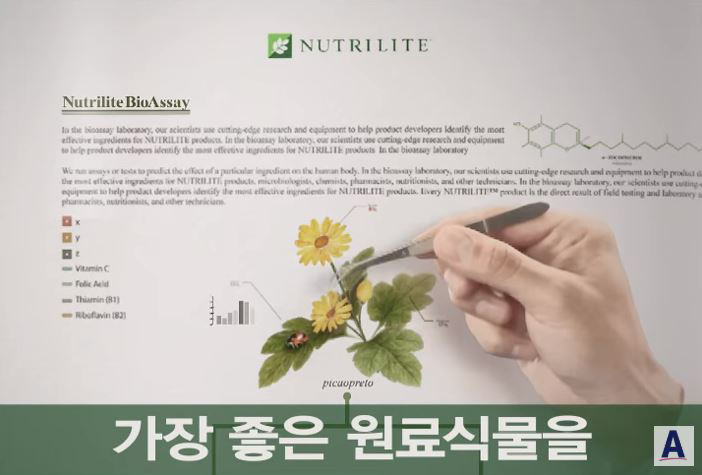 NUTRILITE
Nutrilite BioAssay
In the bioassay laboratory, our scientists use cutting-edge research and equipment to help product developers identify the most
effective ingredients for NUTRILITE products. In the bioassay laboratory, our scientists use cutting-edge research and equipment
to help product developers identify the most effective ingredients for NUTRILITE products In the bioassay laboratory
We run assays or tests to predict the effect of a particular ingredient on the human body. In the bioassay laboratory, our scientists use cutting-edge research and equipment to help product
the most effective ingredients for NUTRILITE products, microbiologists, chemists, pharmacists, nutritionists, and other technicians. In the bioassay laboratory, our scientists use cutting-
equipment to help product developers identify the most effective ingredients for NUTRILITE products. Every NUTRILITE™ product is the direct result of field testing and laboratory
pharmacists, nutritionists, and other technicians.
x
y
z
Vitamin C
Folic Acid
Thiamin (B1)
Riboflavin (B2)
picaopreto
가장 좋은 원료식물을
A